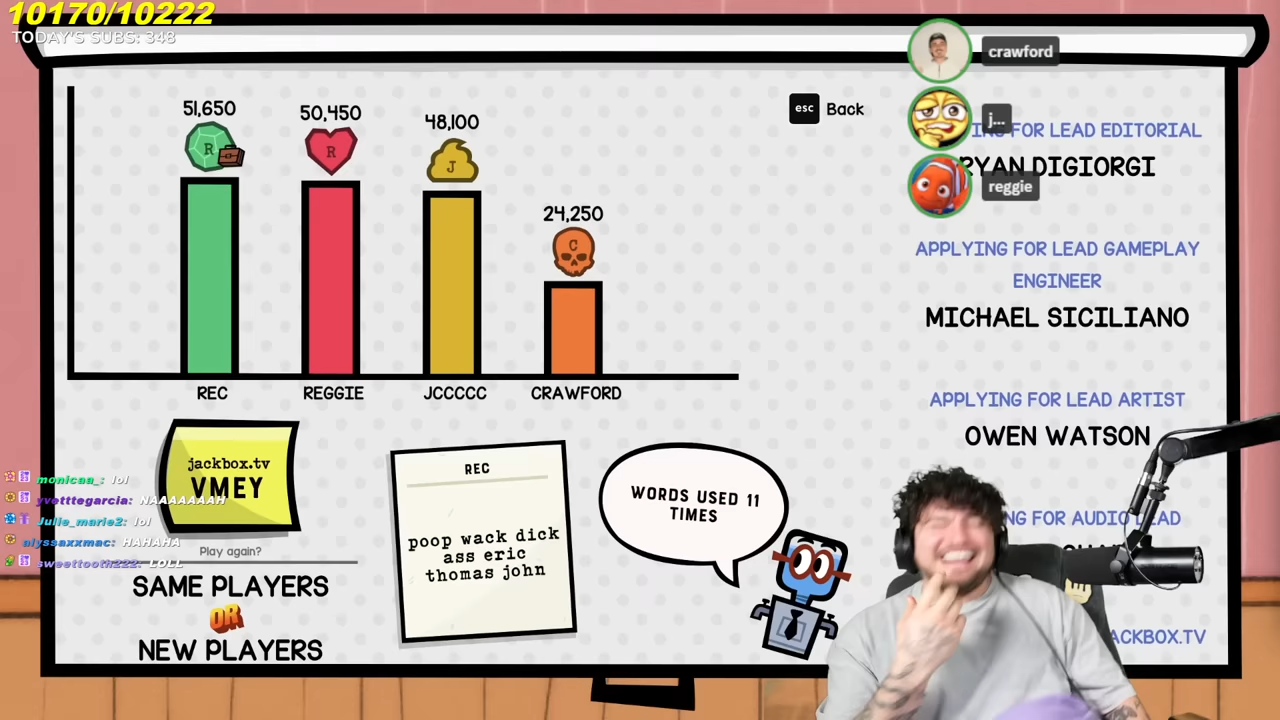 10170/10222
TODAY'S SUBS: 348
51,650
R
50,450
R
48,100
J
24,250
C
REC
REGGIE
JCCCCC
CRAWFORD
esc Back
crawford
j...
reggie
FOR LEAD EDITORIAL
RYAN DIGIORGI
APPLYING FOR LEAD GAMEPLAY
ENGINEER
MICHAEL SICILIANO
APPLYING FOR LEAD ARTIST
OWEN WATSON
FOR AUDIO LEAD
JACKBOX.TV
jackbox.tv
VMEY
monicaa_: lol
yvetttegarcia: NAAAAAAAH
Julie_marie2: lol
alyssaxxmac: HAHAHA
sweettooth222: LOLL
Play again?
SAME PLAYERS
OR
NEW PLAYERS
REC
poop wack dick
ass eric
thomas john
WORDS USED 11
TIMES